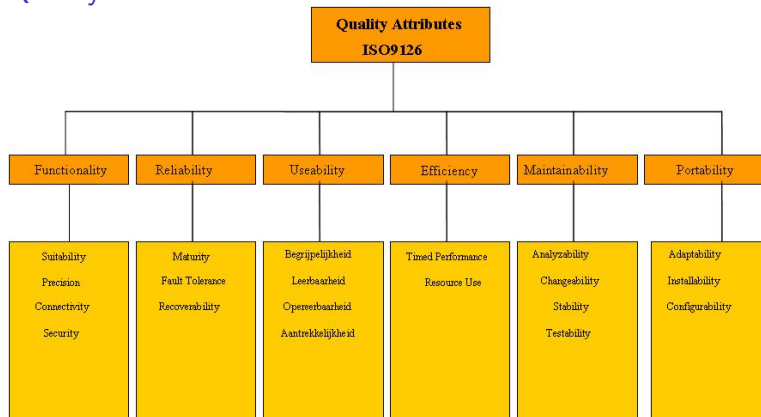 Quality Attributes
ISO9126
Functionality
Reliability
Useability
Efficiency
Maintainability
Portability
Suitability
Precision
Connectivity
Security
Maturity
Fault Tolerance
Recoverability
Begrijpelijkheid
Leerbaarheid
Opereerbaarheid
Aantrekkelijkheid
Timed Performance
Resource Use
Analyzability
Changeability
Stability
Testability
Adaptability
Installability
Configurability